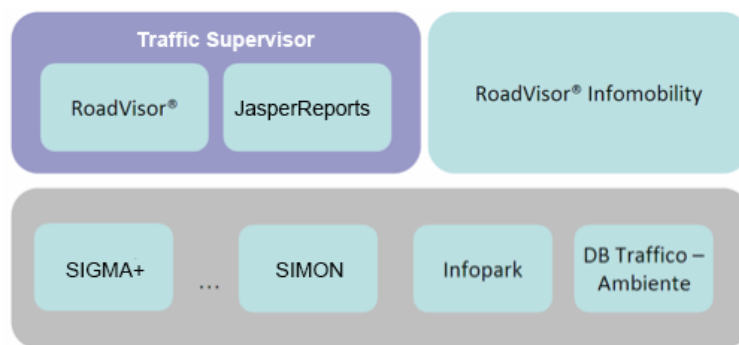 Traffic Supervisor
RoadVisor®
JasperReports
RoadVisor® Infomobility
SIGMA+
...
SIMON
Infopark
DB Traffico –
Ambiente